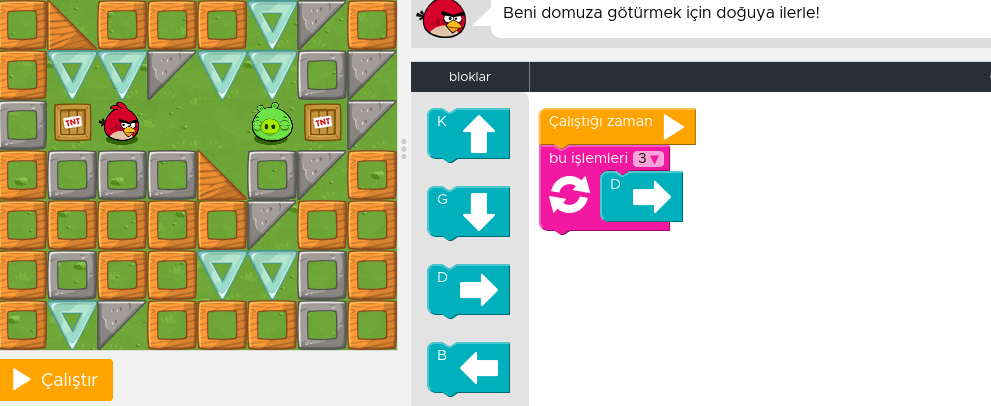 Beni domuza götürmek için doğuya ilerle!
bloklar
TNT
TNT
K
G
D
B
Çalıştığı zaman
bu işlemleri 3
D
Çalıştır